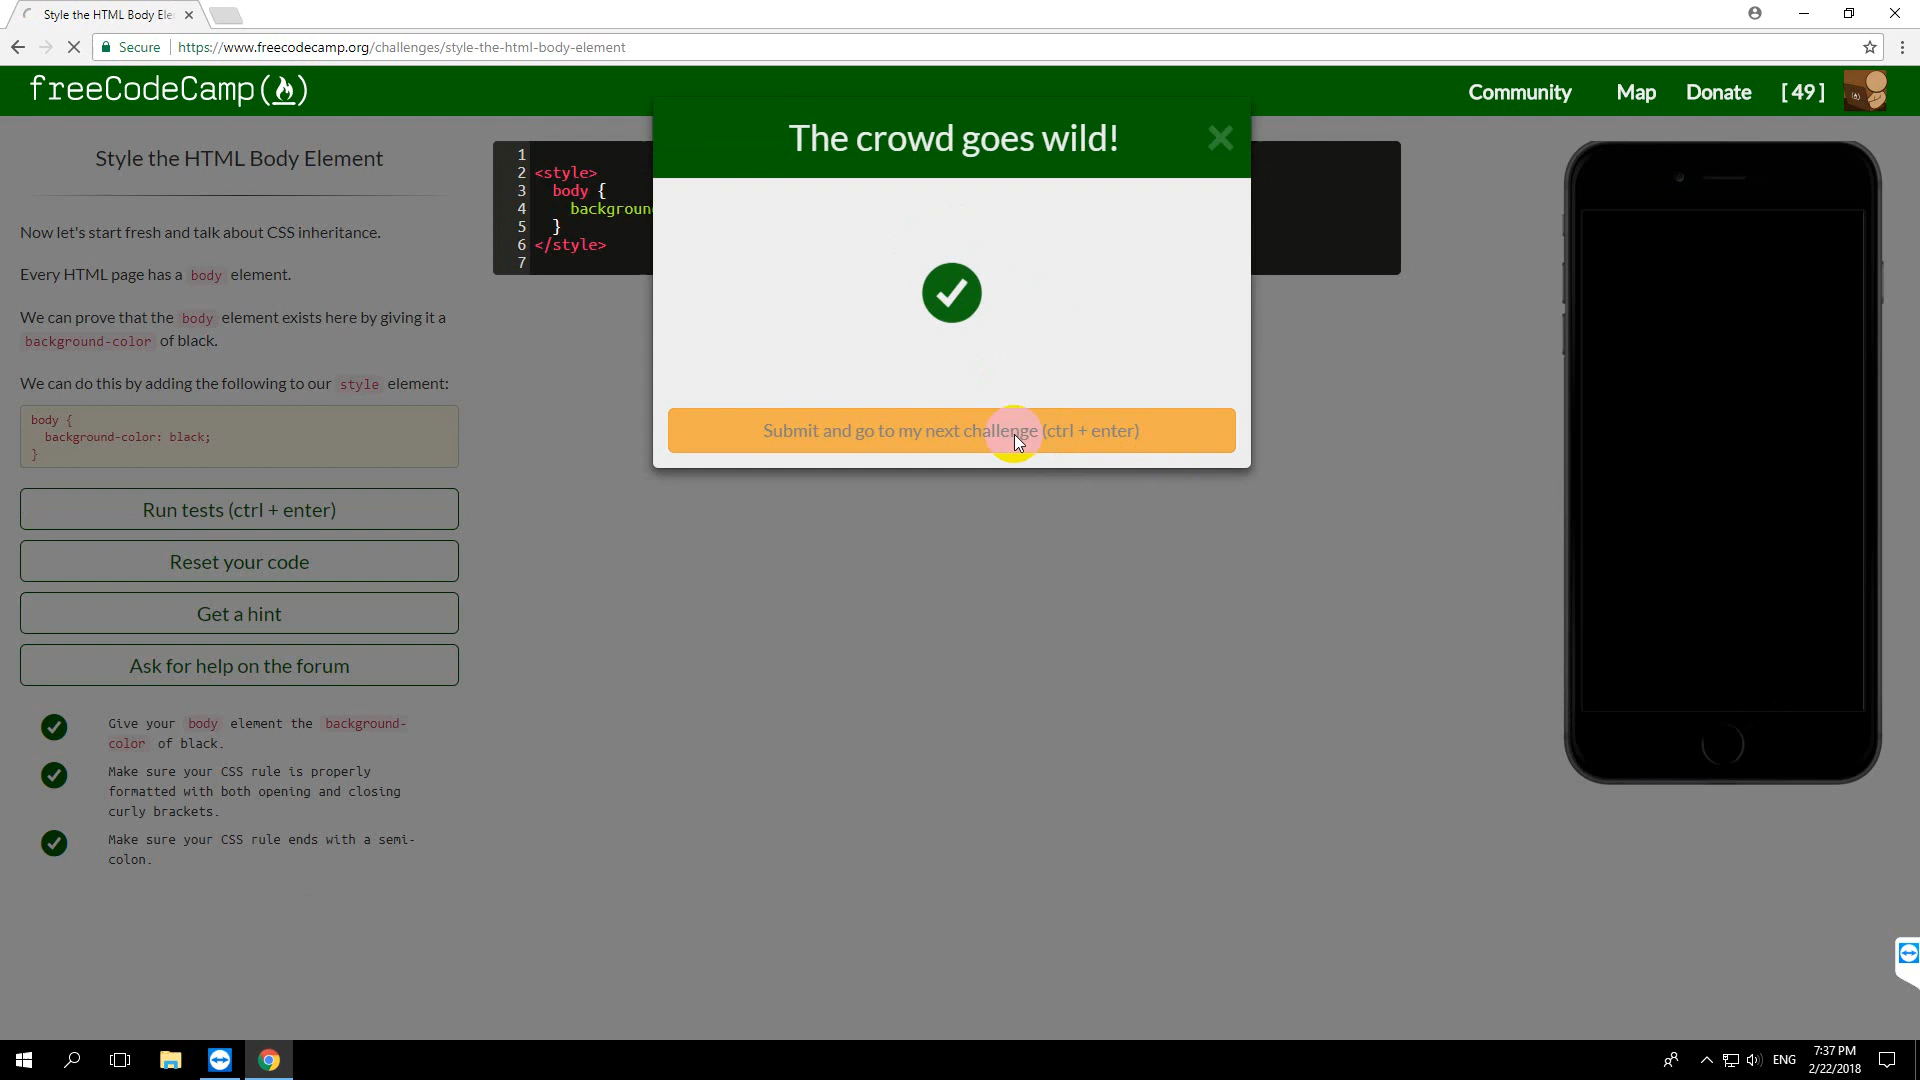 Style the HTML Body Ele
Secure
https://www.freecodecamp.org/challenges/style-the-html-body-element
freeCodeCamp(🔥)
Community
Map
Donate
[ 49 ]
The crowd goes wild!
Submit and go to my next challenge (ctrl + enter)
Style the HTML Body Element
Now let's start fresh and talk about CSS inheritance.
Every HTML page has a body element.
We can prove that the body element exists here by giving it a
background-color of black.
We can do this by adding the following to our style element:
body {
background-color: black;
}
Run tests (ctrl + enter)
Reset your code
Get a hint
Ask for help on the forum
Give your body element the background-
color of black.
Make sure your CSS rule is properly
formatted with both opening and closing
curly brackets.
Make sure your CSS rule ends with a semi-
colon.
1
2 <style>
3 body {
4 backgroun
5 }
6 </style>
7
ENG
7:37 PM
2/22/2018